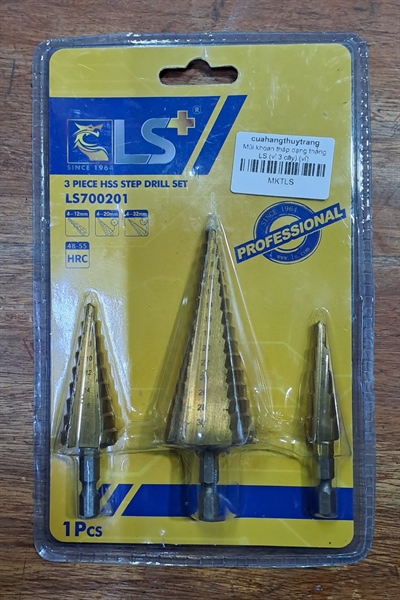 LS+
®
SINCE 1964
cuahangthuytrang
Mũi khoan tháp dạng thẳng
LS (vỉ 3 cây) (vỉ)
MKTLS
3 PIECE HSS STEP DRILL SET
LS700201
4-12mm 4-20mm 4-32mm
48-55
HRC
SINCE 1964
PROFESSIONAL
1Pcs